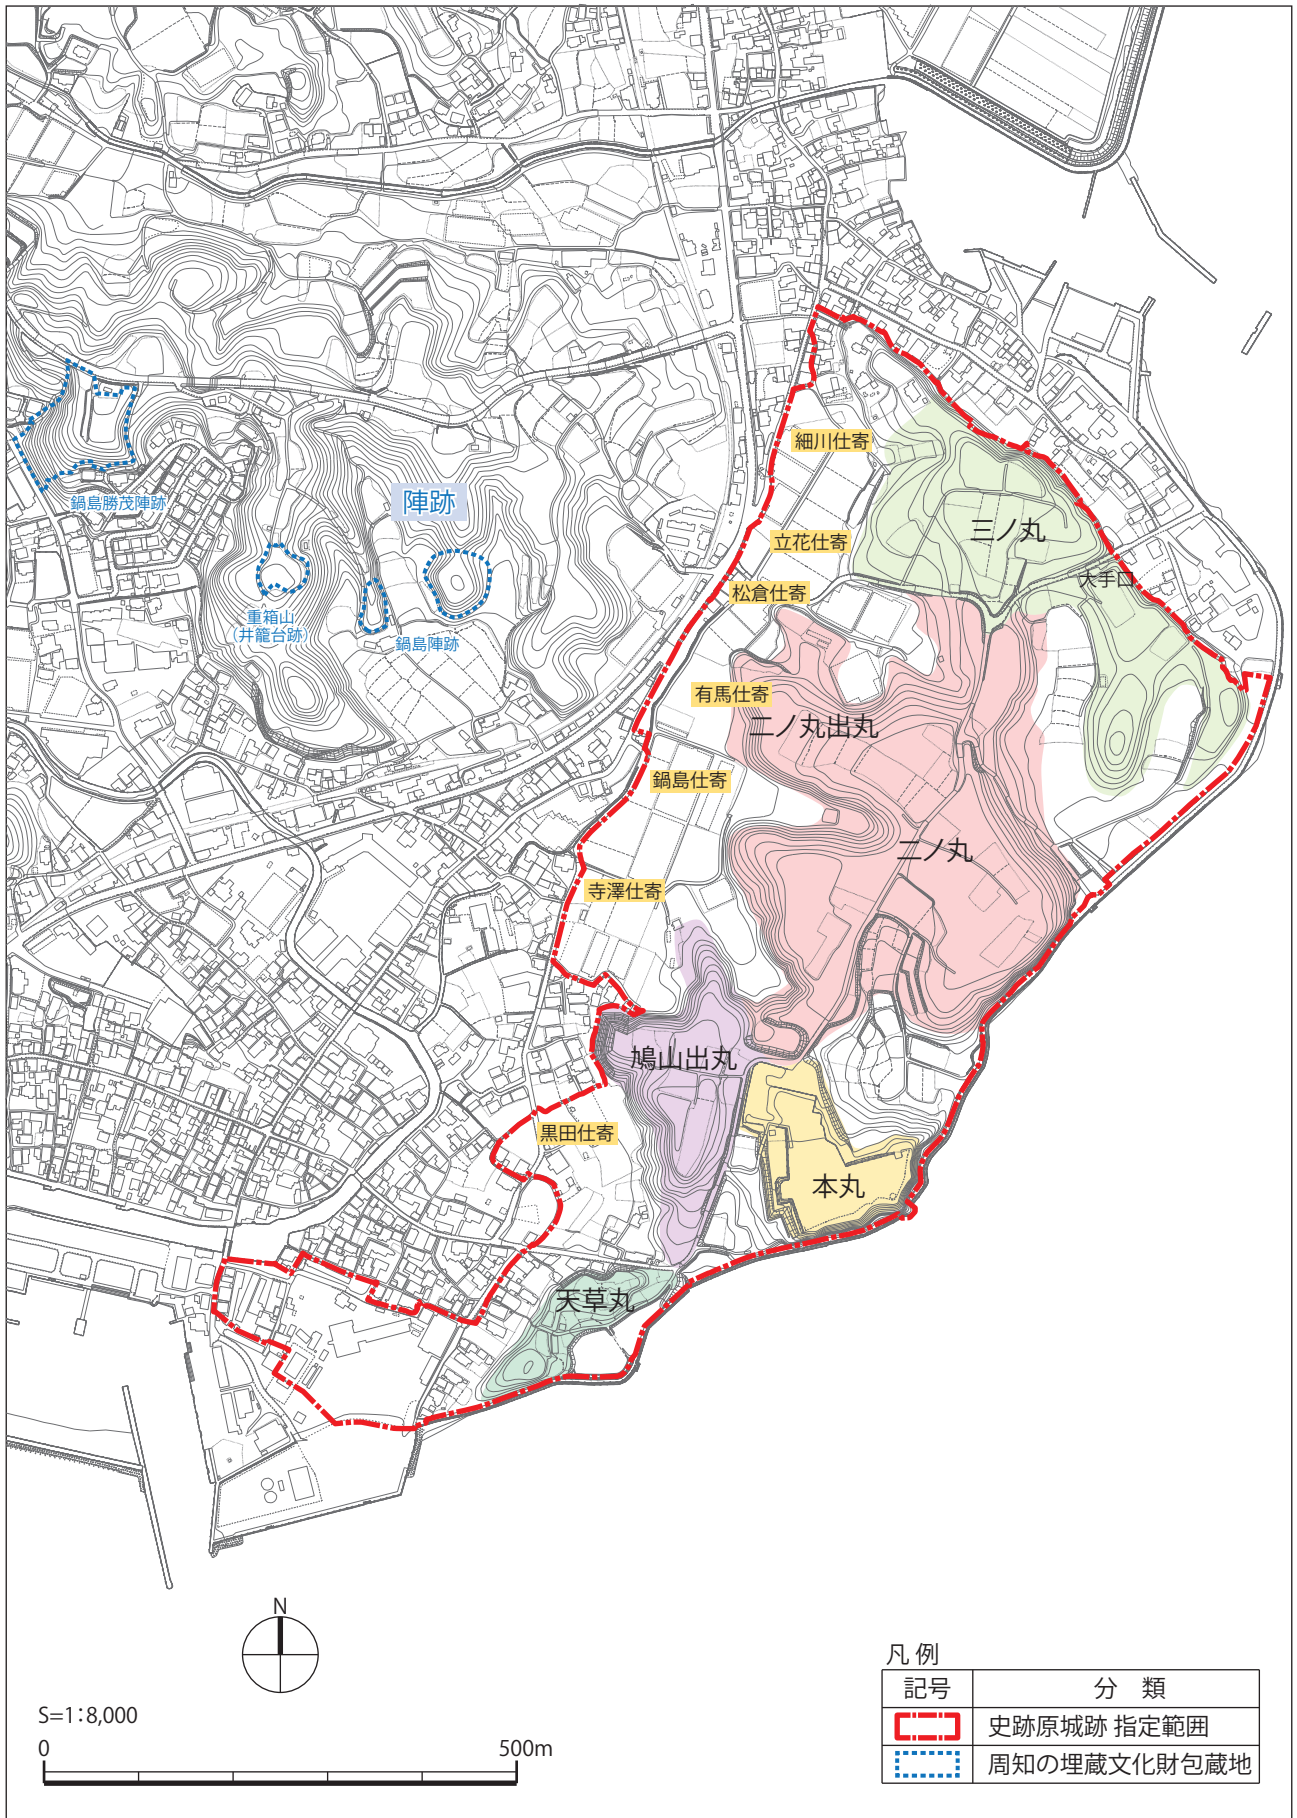 細川仕寄
三ノ丸
陣跡
鍋島勝茂陣跡
立花仕寄
大手口
松倉仕寄
重箱山
（井籠台跡）
鍋島陣跡
有馬仕寄
二ノ丸出丸
鍋島仕寄
二ノ丸
寺澤仕寄
鳩山出丸
黒田仕寄
本丸
天草丸
N
S=1:8,000
0 500m
凡 例
記号 分 類
史跡原城跡 指定範囲
周知の埋蔵文化財包蔵地